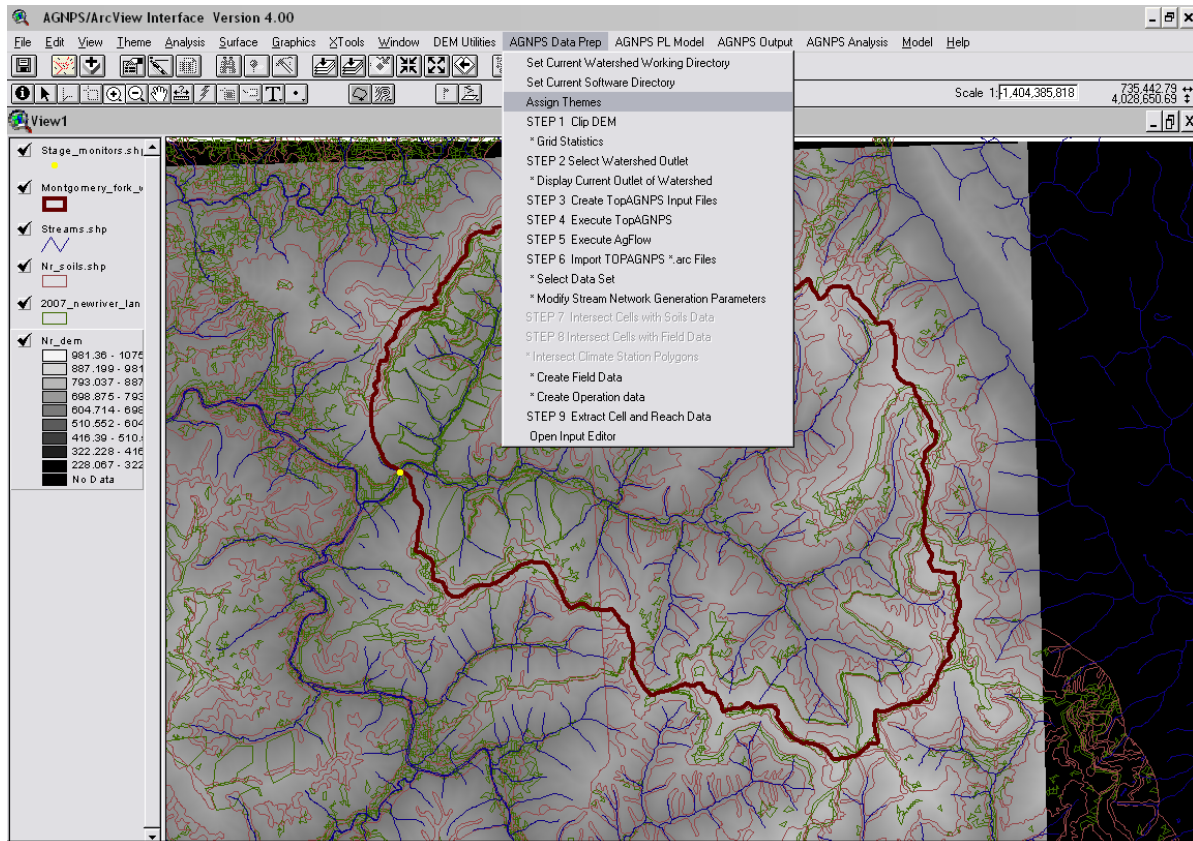 AGNPS/ArcView Interface Version 4.00
File Edit View Theme Analysis Surface Graphics XTools Window DEM Utilities AGNPS Data Prep AGNPS PL Model AGNPS Output AGNPS Analysis Model Help
Scale 1: -1,404,385,818
735,442.79
4,028,650.69
View1
Stage_monitors.shp
Montgomery_fork_
Streams.shp
Nr_soils.shp
2007_newriver_lan
Nr_dem
981.36 - 1075
887.199 - 981
793.037 - 887
698.875 - 793
604.714 - 698
510.552 - 604
416.39 - 510.
322.228 - 416
228.067 - 322
No Data
Set Current Watershed Working Directory
Set Current Software Directory
Assign Themes
STEP 1 Clip DEM
* Grid Statistics
STEP 2 Select Watershed Outlet
* Display Current Outlet of Watershed
STEP 3 Create TopAGNPS Input Files
STEP 4 Execute TopAGNPS
STEP 5 Execute AgFlow
STEP 6 Import TOPAGNPS *.arc Files
* Select Data Set
* Modify Stream Network Generation Parameters
STEP 7 Intersect Cells with Soils Data
STEP 8 Intersect Cells with Field Data
* Intersect Climate Station Polygons
* Create Field Data
* Create Operation data
STEP 9 Extract Cell and Reach Data
Open Input Editor